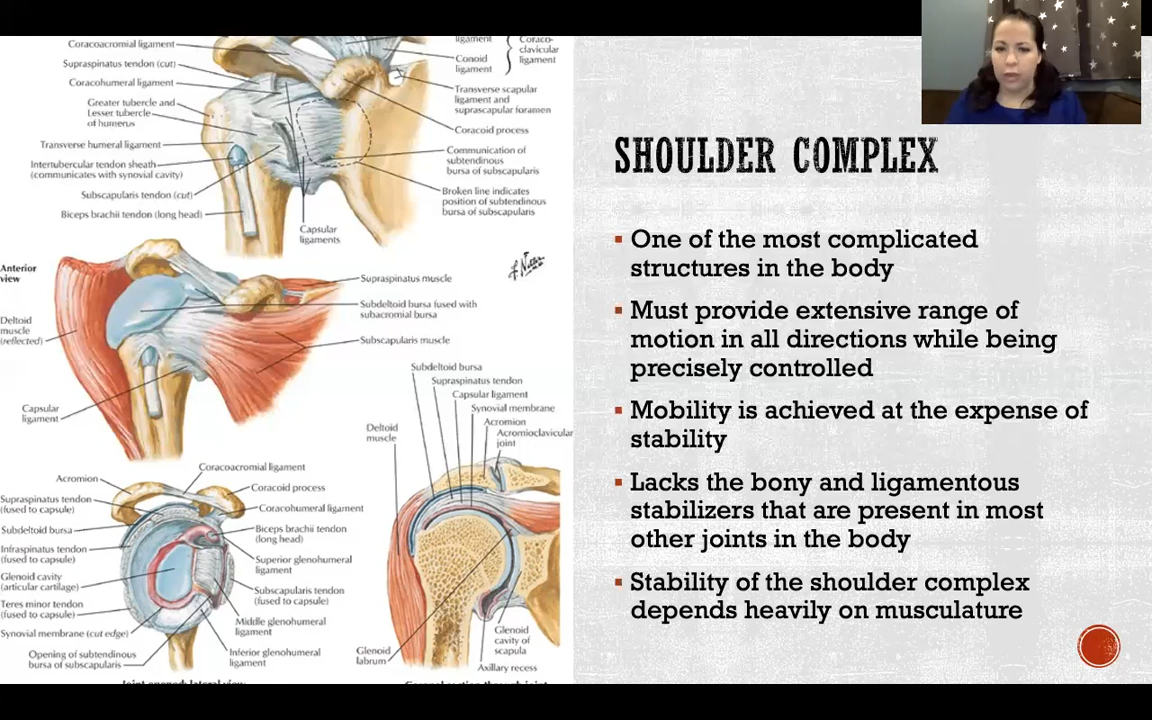 ligament
Coraco-
clavicular
ligament
Conoid
ligament
Coracoacromial ligament
Supraspinatus tendon (cut)
Coracohumeral ligament
Greater tubercle and
Lesser tubercle
of humerus
Transverse humeral ligament
Intertubercular tendon sheath
(communicates with synovial cavity)
Subscapularis tendon (cut)
Biceps brachii tendon (long head)
Transverse scapular
ligament and
suprascapular foramen
Coracoid process
Communication of
subtendinous
bursa of subscapularis
Broken line indicates
position of subtendinous
bursa of subscapularis
Capsular
ligaments
Anterior
view
Deltoid
muscle
(reflected)
Capsular
ligament
Supraspinatus muscle
Subdeltoid bursa fused with
subacromial bursa
Subscapularis muscle
Acromion
Supraspinatus tendon
(fused to capsule)
Subdeltoid bursa
Infraspinatus tendon
(fused to capsule)
Glenoid cavity
(articular cartilage)
Teres minor tendon
(fused to capsule)
Synovial membrane (cut edge)
Opening of subtendinous
bursa of subscapularis
Coracoacromial ligament
Coracoid process
Coracohumeral ligament
Biceps brachii tendon
(long head)
Superior glenohumeral
ligament
Subscapularis tendon
(fused to capsule)
Middle glenohumeral
ligament
Inferior glenohumeral
ligament
Joint opened: lateral view
Subdeltoid bursa
Supraspinatus tendon
Capsular ligament
Synovial membrane
Acromion
Acromioclavicular
joint
Deltoid
muscle
Glenoid
labrum
Glenoid
cavity of
scapula
Axillary recess
Coronal section through joint
SHOULDER COMPLEX
▪ One of the most complicated
structures in the body
▪ Must provide extensive range of
motion in all directions while being
precisely controlled
▪ Mobility is achieved at the expense of
stability
▪ Lacks the bony and ligamentous
stabilizers that are present in most
other joints in the body
▪ Stability of the shoulder complex
depends heavily on musculature